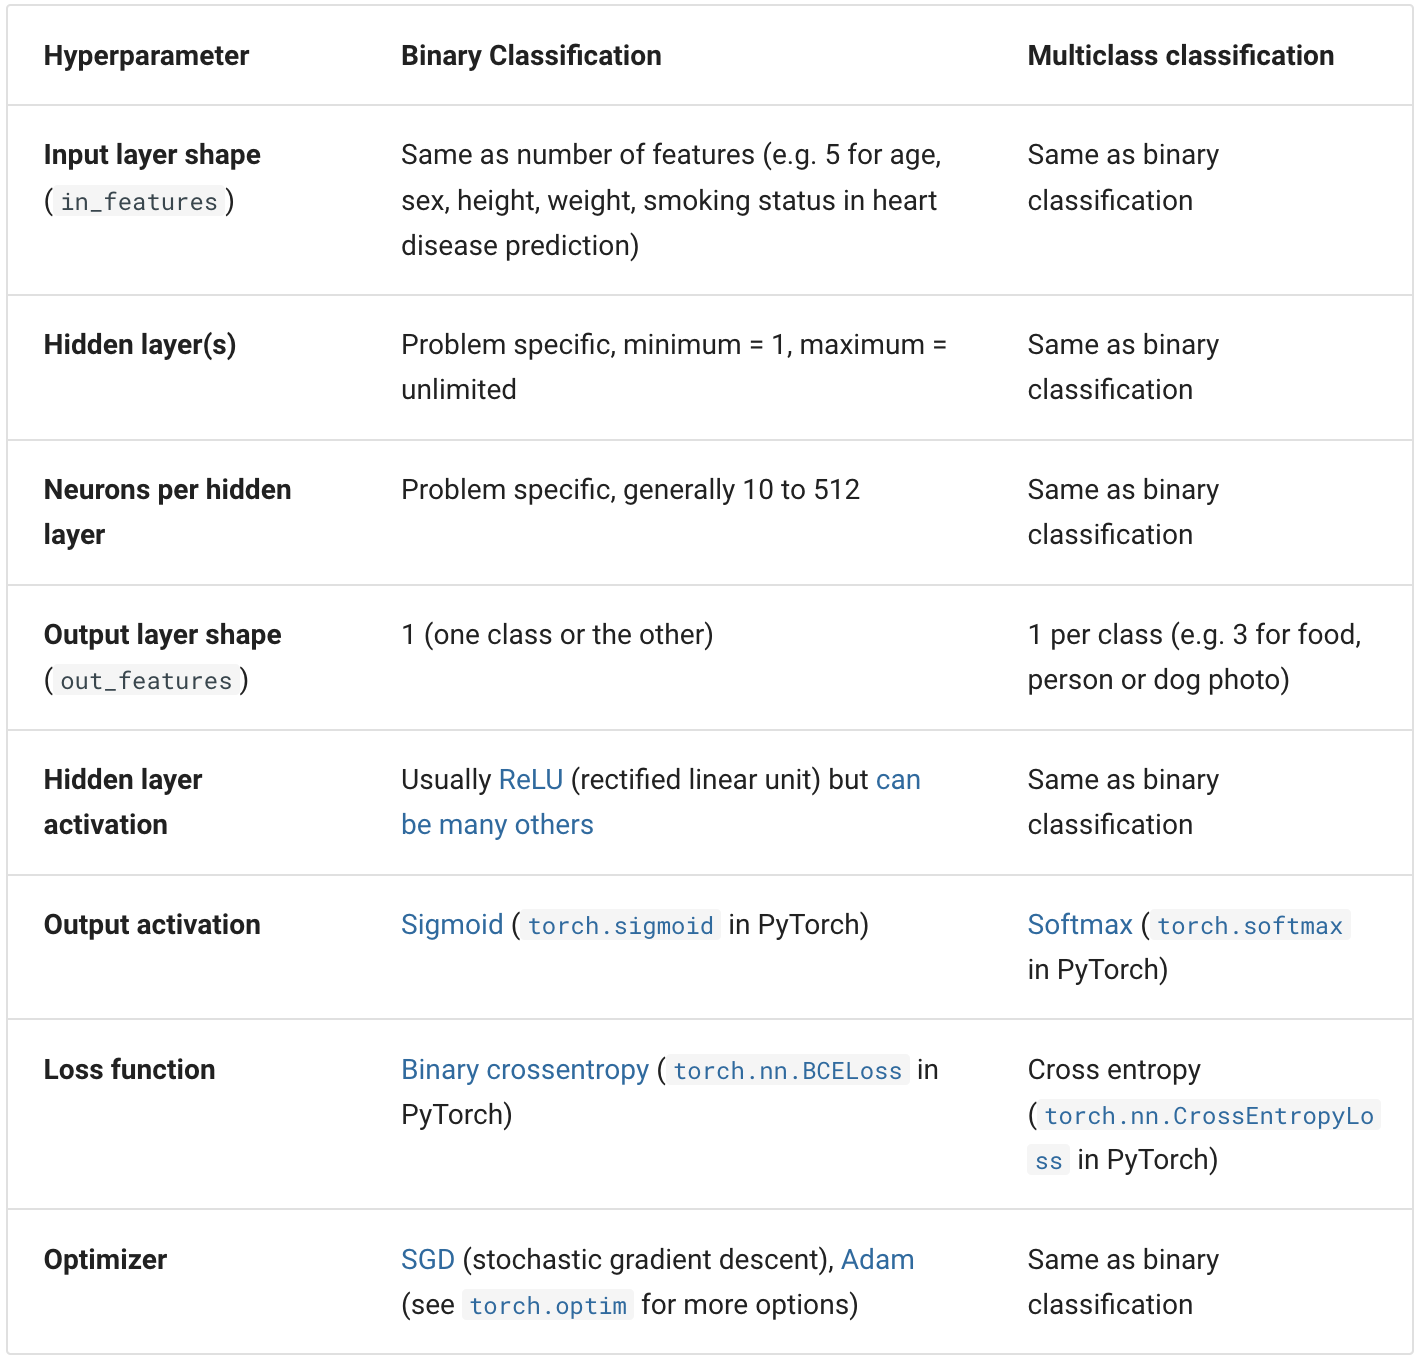 Hyperparameter
Binary Classification
Multiclass classification
Input layer shape
(in_features)
Same as number of features (e.g. 5 for age,
sex, height, weight, smoking status in heart
disease prediction)
Same as binary
classification
Hidden layer(s)
Problem specific, minimum = 1, maximum =
unlimited
Same as binary
classification
Neurons per hidden
layer
Problem specific, generally 10 to 512
Same as binary
classification
Output layer shape
(out_features)
1 (one class or the other)
1 per class (e.g. 3 for food,
person or dog photo)
Hidden layer
activation
Usually ReLU (rectified linear unit) but can
be many others
Same as binary
classification
Output activation
Sigmoid (torch.sigmoid in PyTorch)
Softmax (torch.softmax
in PyTorch)
Loss function
Binary crossentropy (torch.nn.BCELoss in
PyTorch)
Cross entropy
(torch.nn.CrossEntropyLo
ss in PyTorch)
Optimizer
SGD (stochastic gradient descent), Adam
(see torch.optim for more options)
Same as binary
classification